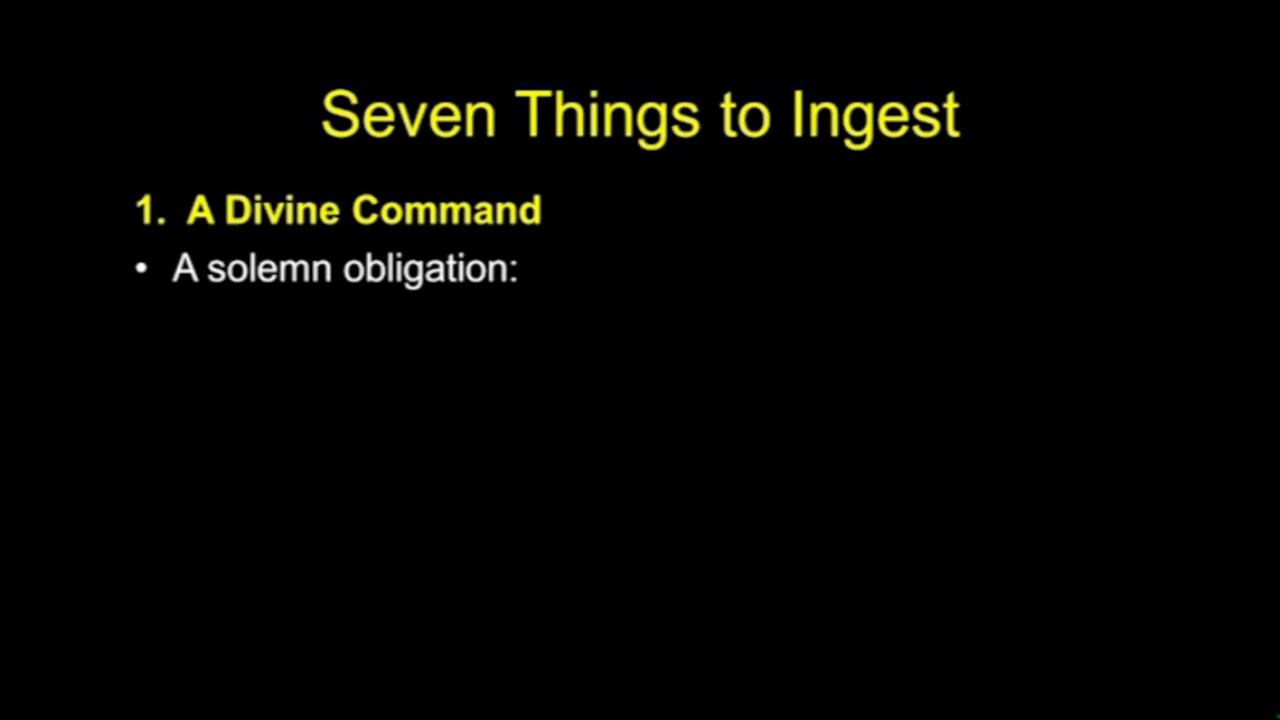 Seven Things to Ingest
1. A Divine Command
• A solemn obligation: